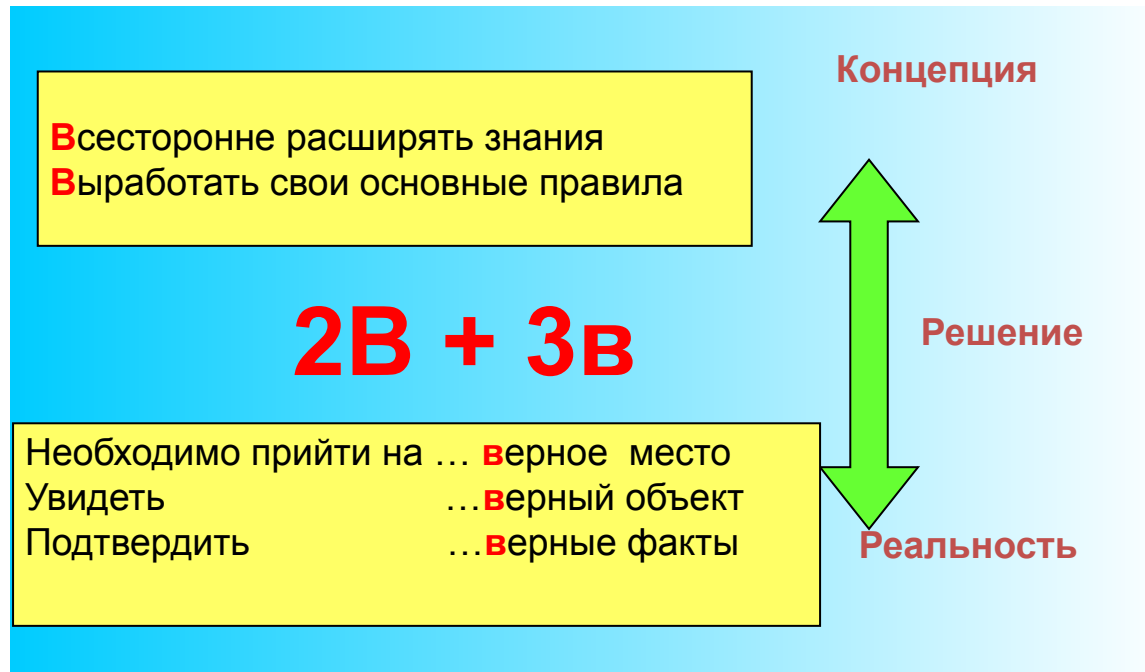 Концепция
Всесторонне расширять знания
Выработать свои основные правила
2В + 3в
Решение
Необходимо прийти на … верное место
Увидеть …верный объект
Подтвердить …верные факты
Реальность